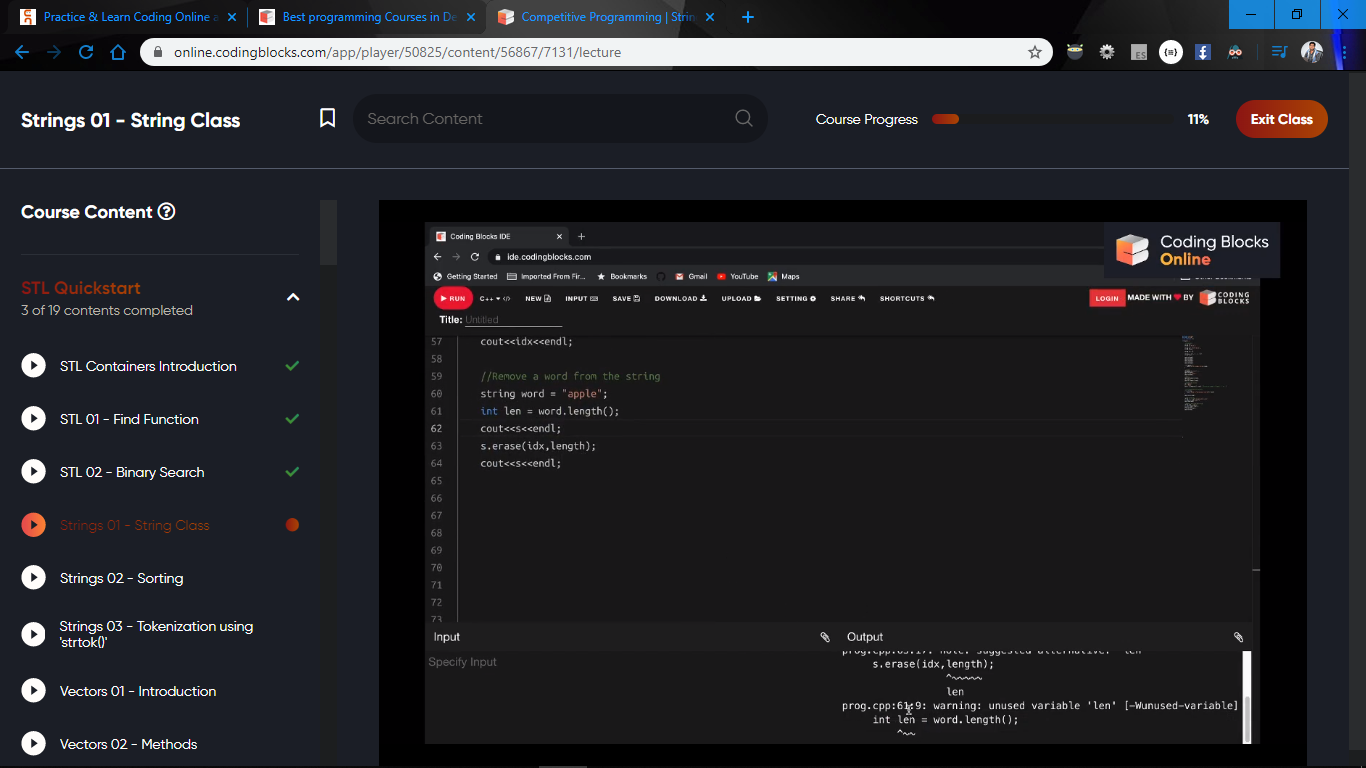 Practice & Learn Coding Online a
Best programming Courses in De
Competitive Programming | Strin
online.codingblocks.com/app/player/50825/content/56867/7131/lecture
ES
Strings 01 - String Class
Search Content
Course Progress
11%
Exit Class
Course Content
STL Quickstart
3 of 19 contents completed
STL Containers Introduction
STL 01 - Find Function
STL 02 - Binary Search
Strings 01 - String Class
Strings 02 - Sorting
Strings 03 - Tokenization using
'strtok()'
Vectors 01 - Introduction
Vectors 02 - Methods
Coding Blocks IDE
ide.codingblocks.com
Getting Started
Imported From Fir...
Bookmarks
Gmail
YouTube
Maps
Coding Blocks
Online
RUN
C++
NEW
INPUT
SAVE
DOWNLOAD
UPLOAD
SETTING
SHARE
SHORTCUTS
LOGIN
MADE WITH BY
CODING
BLOCKS
Title: Untitled
57 cout<<idx<<endl;
58
59 //Remove a word from the string
60 string word = "apple";
61 int len = word.length();
62 cout<<s<<endl;
63 s.erase(idx,length);
64 cout<<s<<endl;
65
66
67
68
69
70
71
72
73
Input
Specify Input
Output
s.erase(idx,length);
^~~~~~
len
prog.cpp:61:9: warning: unused variable 'len' [-Wunused-variable]
int len = word.length();
^~~